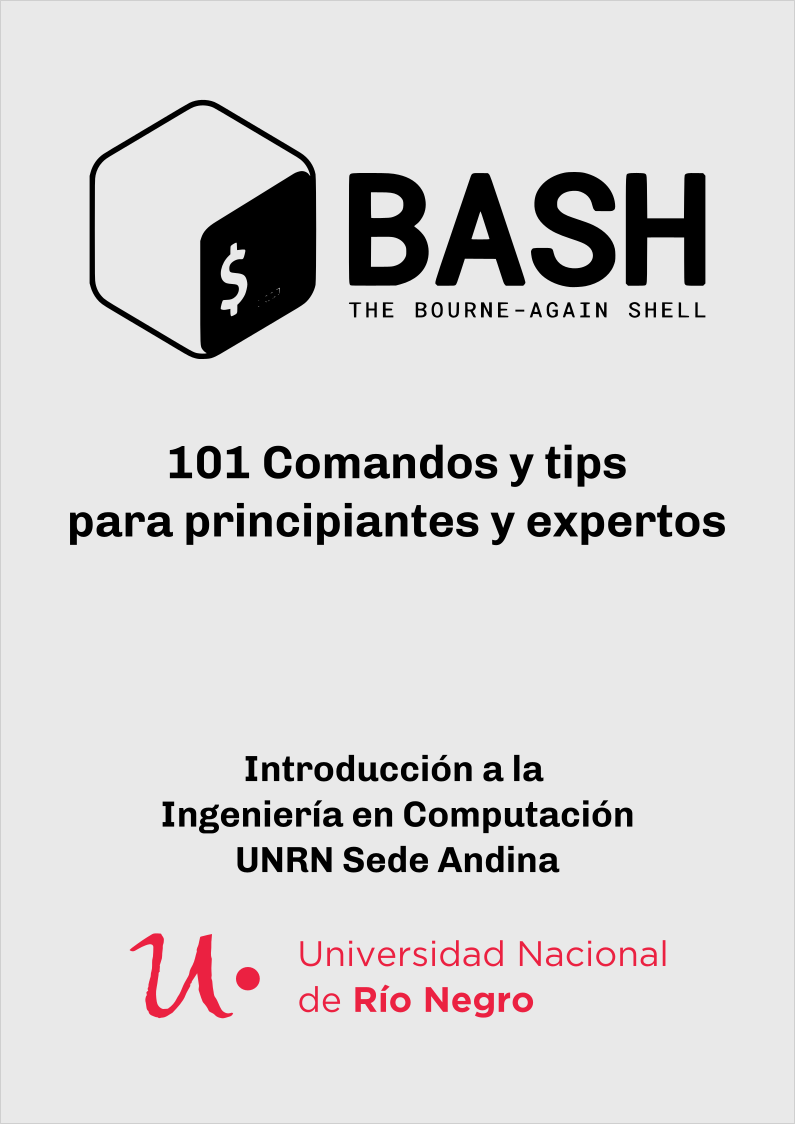 $
BASH
THE BOURNE-AGAIN SHELL
101 Comandos y tips
para principiantes y expertos
Introducción a la
Ingeniería en Computación
UNRN Sede Andina
U.
Universidad Nacional
de Río Negro